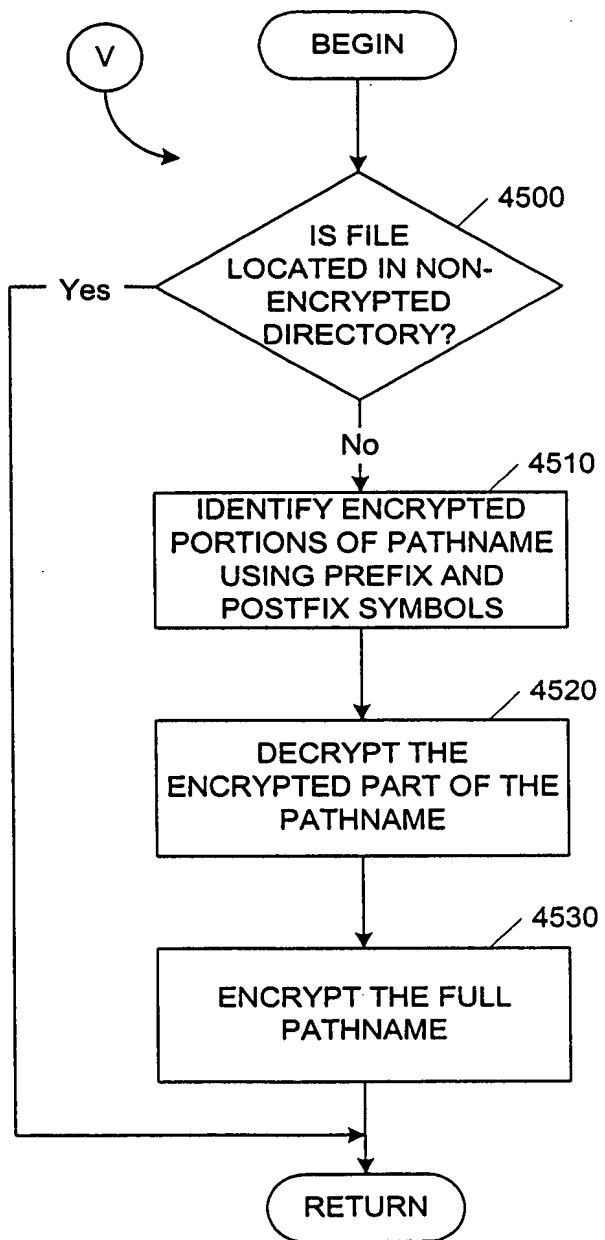 V
BEGIN
4500
IS FILE
LOCATED IN NON-
ENCRYPTED
DIRECTORY?
Yes
No
4510
IDENTIFY ENCRYPTED
PORTIONS OF PATHNAME
USING PREFIX AND
POSTFIX SYMBOLS
4520
DECRYPT THE
ENCRYPTED PART OF THE
PATHNAME
4530
ENCRYPT THE FULL
PATHNAME
RETURN